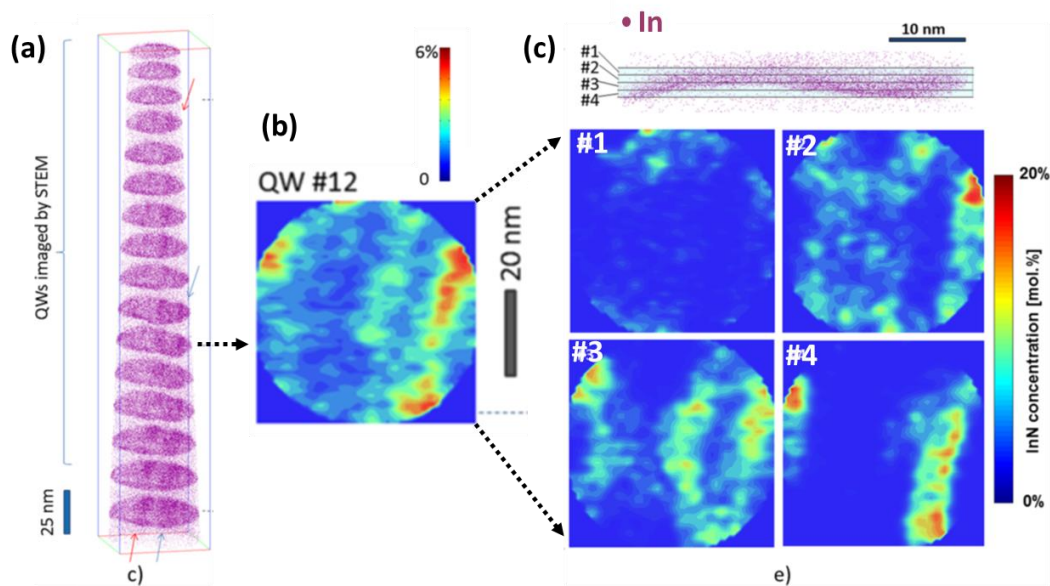 (a)
QWs imaged by STEM
25 nm
c)
(b)
6%
0
QW #12
20 nm
(c)
• In
10 nm
#1
#2
#3
#4
#1
#2
#3
#4
20%
InN concentration [mol.%]
0%
e)